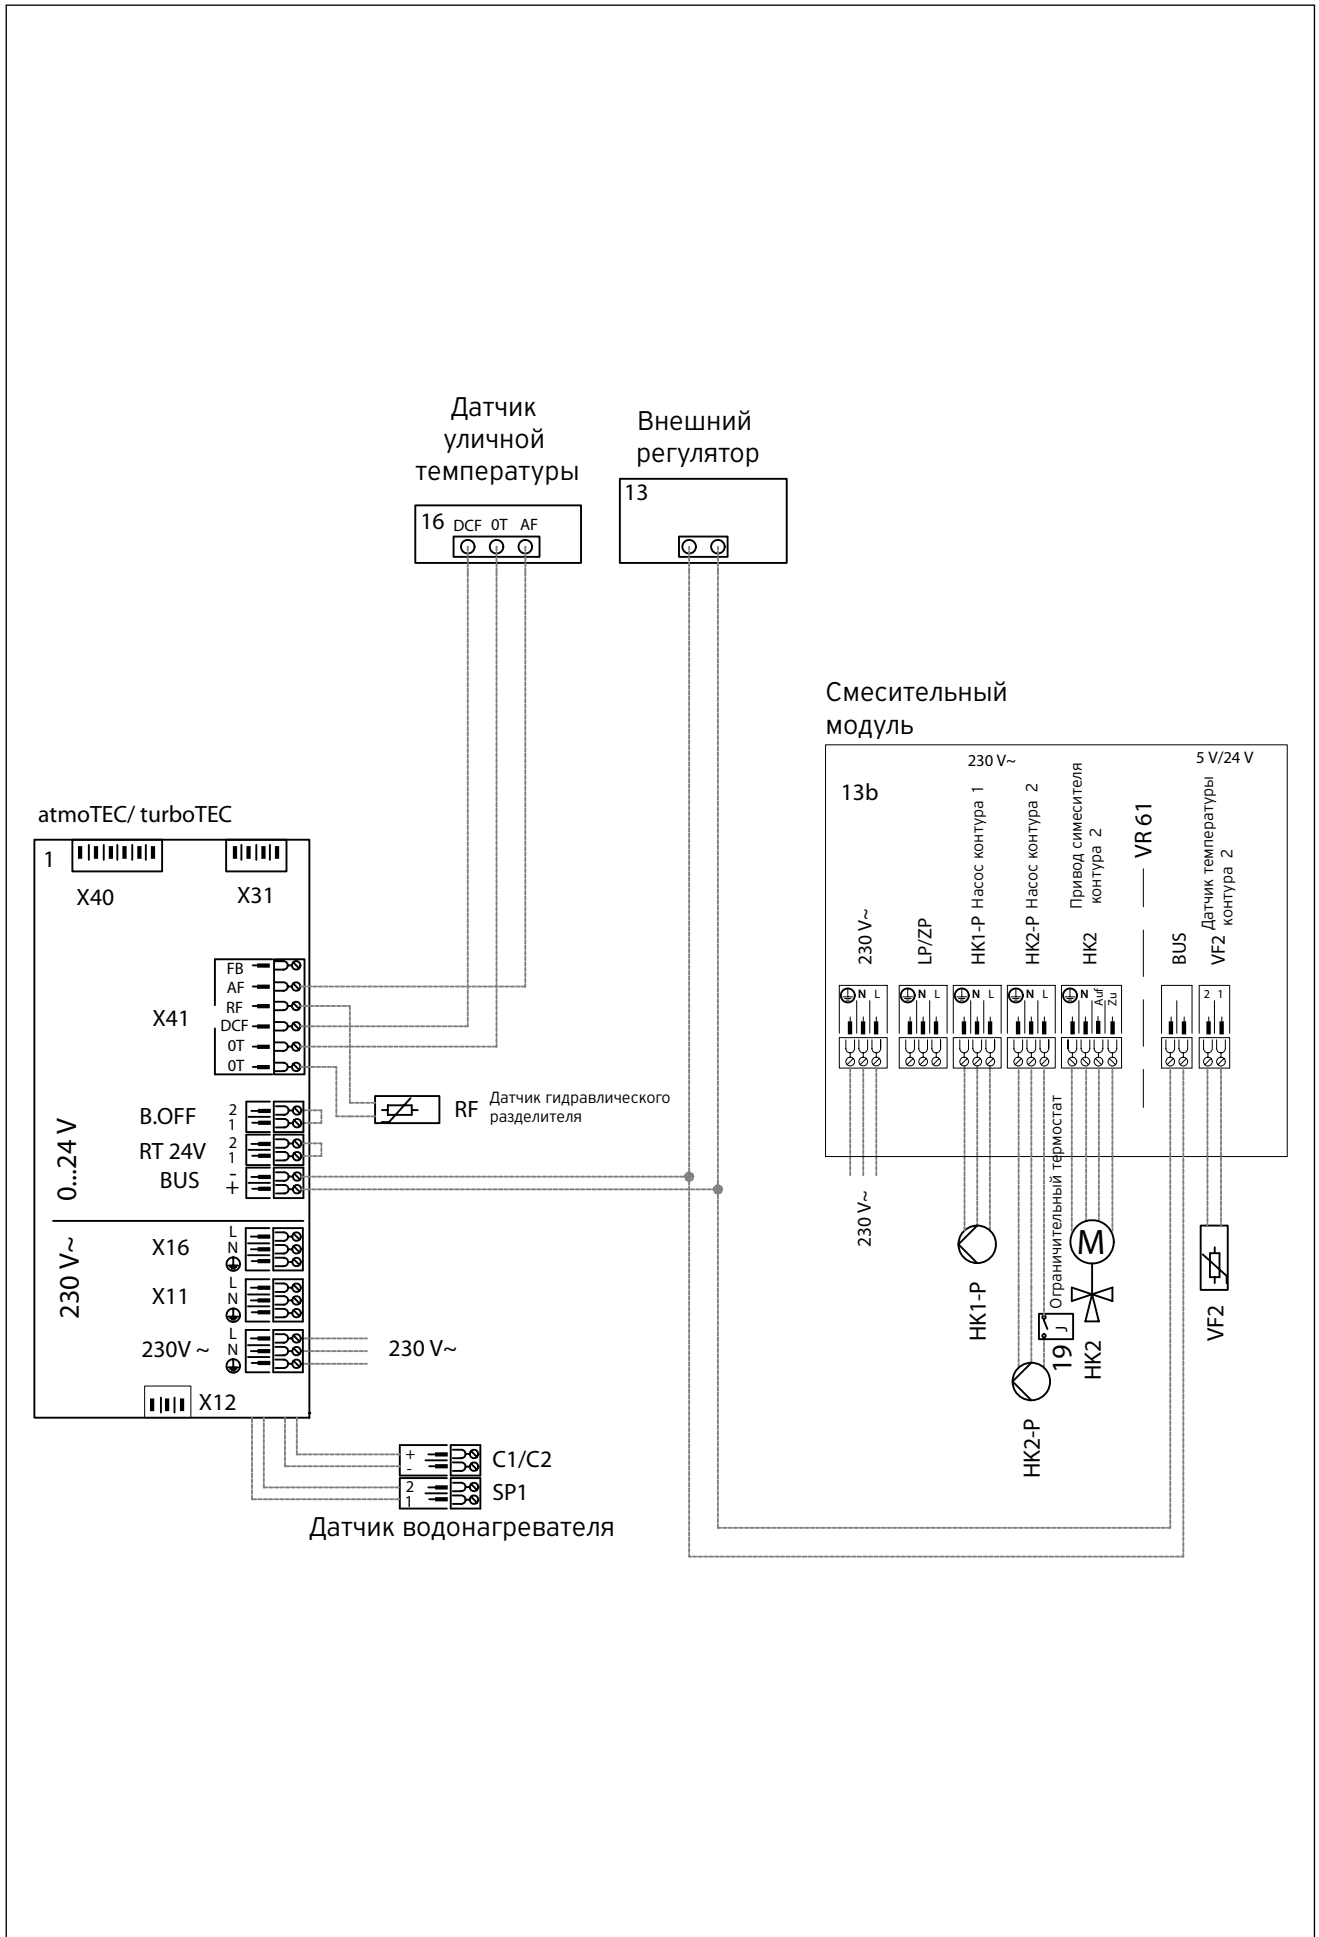 Датчик
уличной
температуры
Внешний
регулятор
16
DCF 0T AF
13
Смесительный
модуль
230 V~
5 V/24 V
13b
230 V~
LP/ZP
HK1-P Насос контура 1
HK2-P Насос контура 2
HK2
Привод симесителя
контура 2
VR 61
BUS
VF2
Датчик температуры
контура 2
N L
N L
N L
N L
N Auf Zu
2 1
atmoTEC/ turboTEC
1
X40
X31
X41
FB
AF
RF
DCF
0T
0T
RF
Датчик гидравлического
разделителя
0...24 V
B.OFF
2
1
RT 24V
2
1
BUS
-
+
230 V~
X16
L
N
X11
L
N
230V ~
L
N
230 V~
X12
+
-
C1/C2
2
1
SP1
Датчик водонагревателя
230 V~
HK1-P
HK2-P
Ограничительный термостат
19
J
M
HK2
VF2